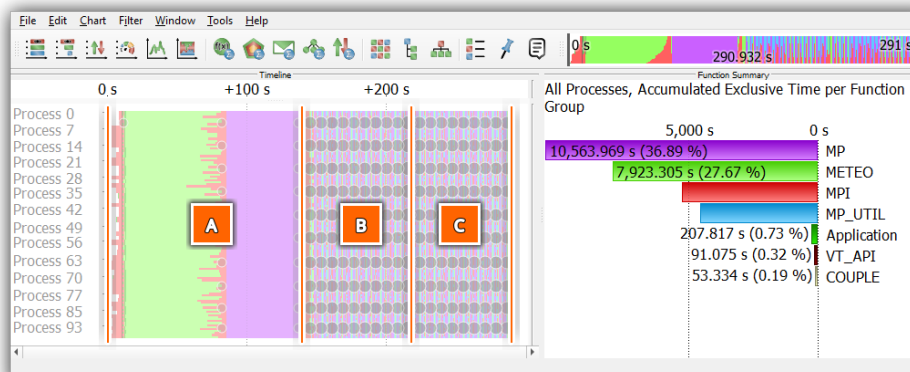 File Edit Chart Filter Window Tools Help
0 s 290.932 s 291 s
Timeline
0 s +100 s +200 s
Process 0
Process 7
Process 14
Process 21
Process 28
Process 35
Process 42
Process 49
Process 56
Process 63
Process 70
Process 77
Process 85
Process 93
A B C
Function Summary
All Processes, Accumulated Exclusive Time per Function
Group
5,000 s 0 s
10,563.969 s (36.89 %) MP
7,923.305 s (27.67 %) METEO
MPI
MP_UTIL
207.817 s (0.73 %) Application
91.075 s (0.32 %) VT_API
53.334 s (0.19 %) COUPLE